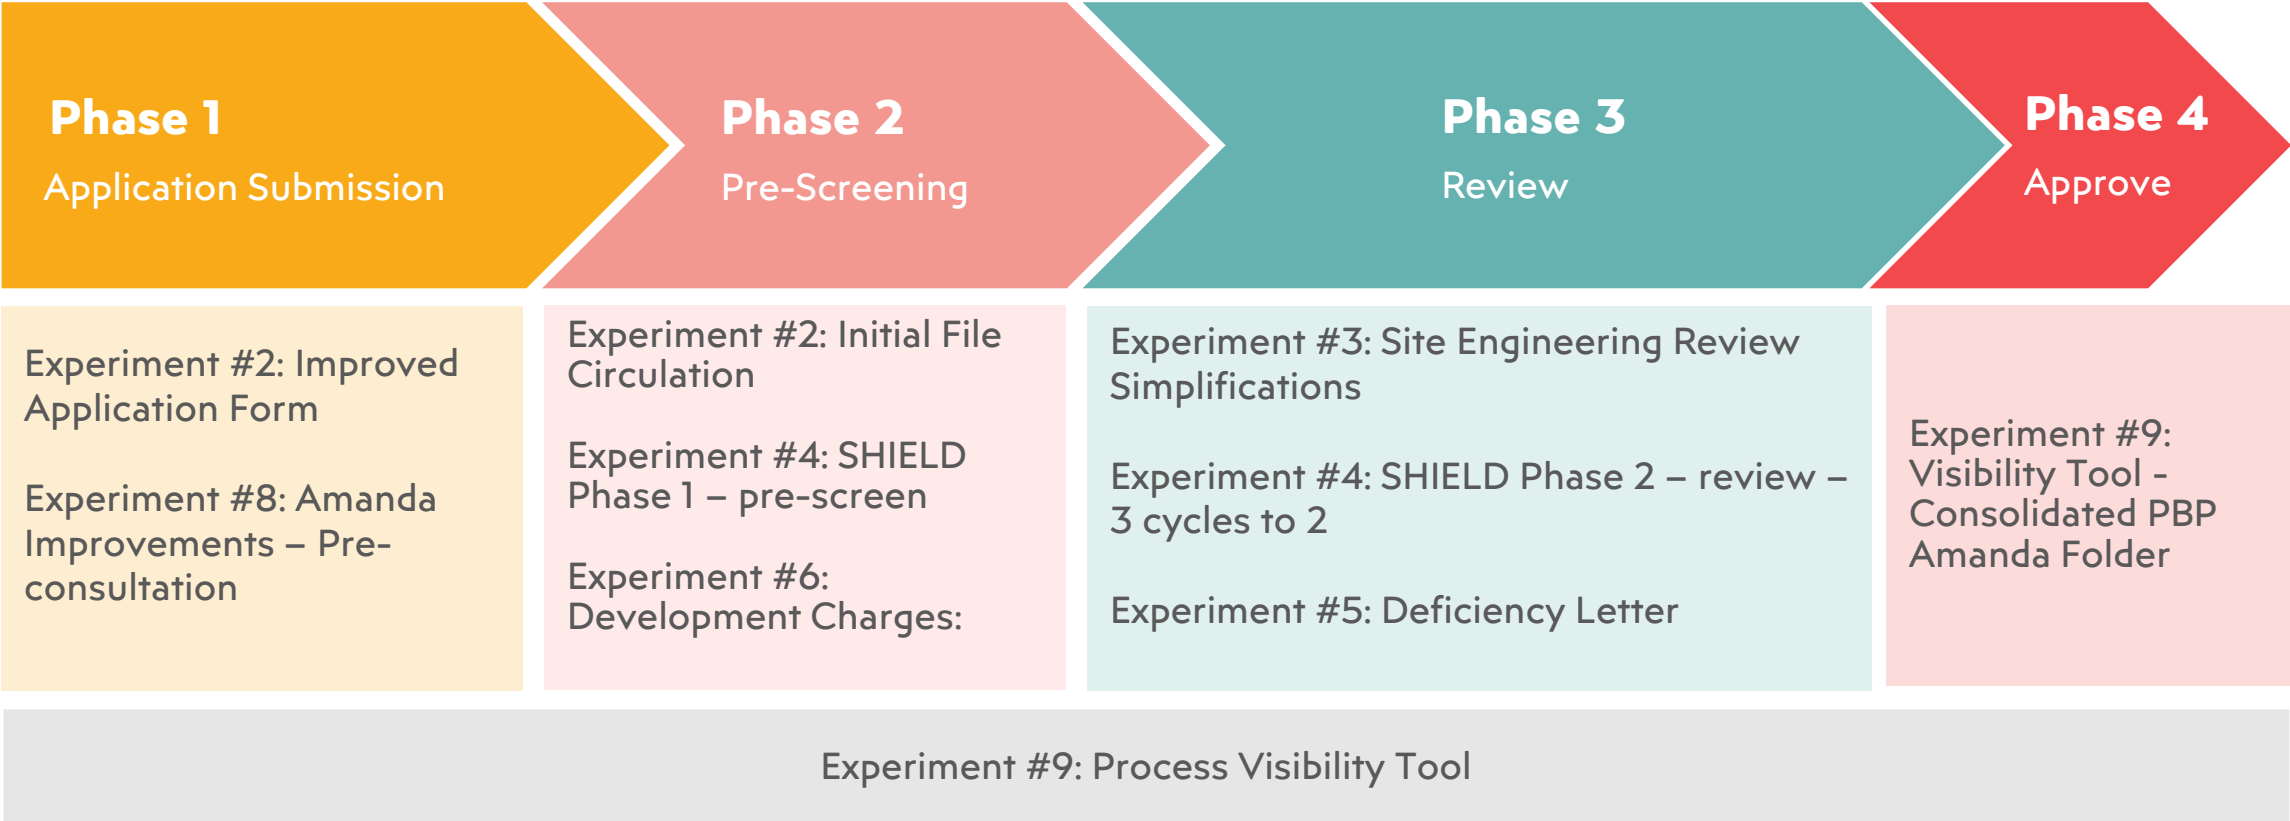 Phase 1
Application Submission
Phase 2
Pre-Screening
Phase 3
Review
Phase 4
Approve
Experiment #2: Improved
Application Form
Experiment #8: Amanda
Improvements – Pre-
consultation
Experiment #2: Initial File
Circulation
Experiment #4: SHIELD
Phase 1 – pre-screen
Experiment #6:
Development Charges:
Experiment #3: Site Engineering Review
Simplifications
Experiment #4: SHIELD Phase 2 – review –
3 cycles to 2
Experiment #5: Deficiency Letter
Experiment #9:
Visibility Tool -
Consolidated PBP
Amanda Folder
Experiment #9: Process Visibility Tool